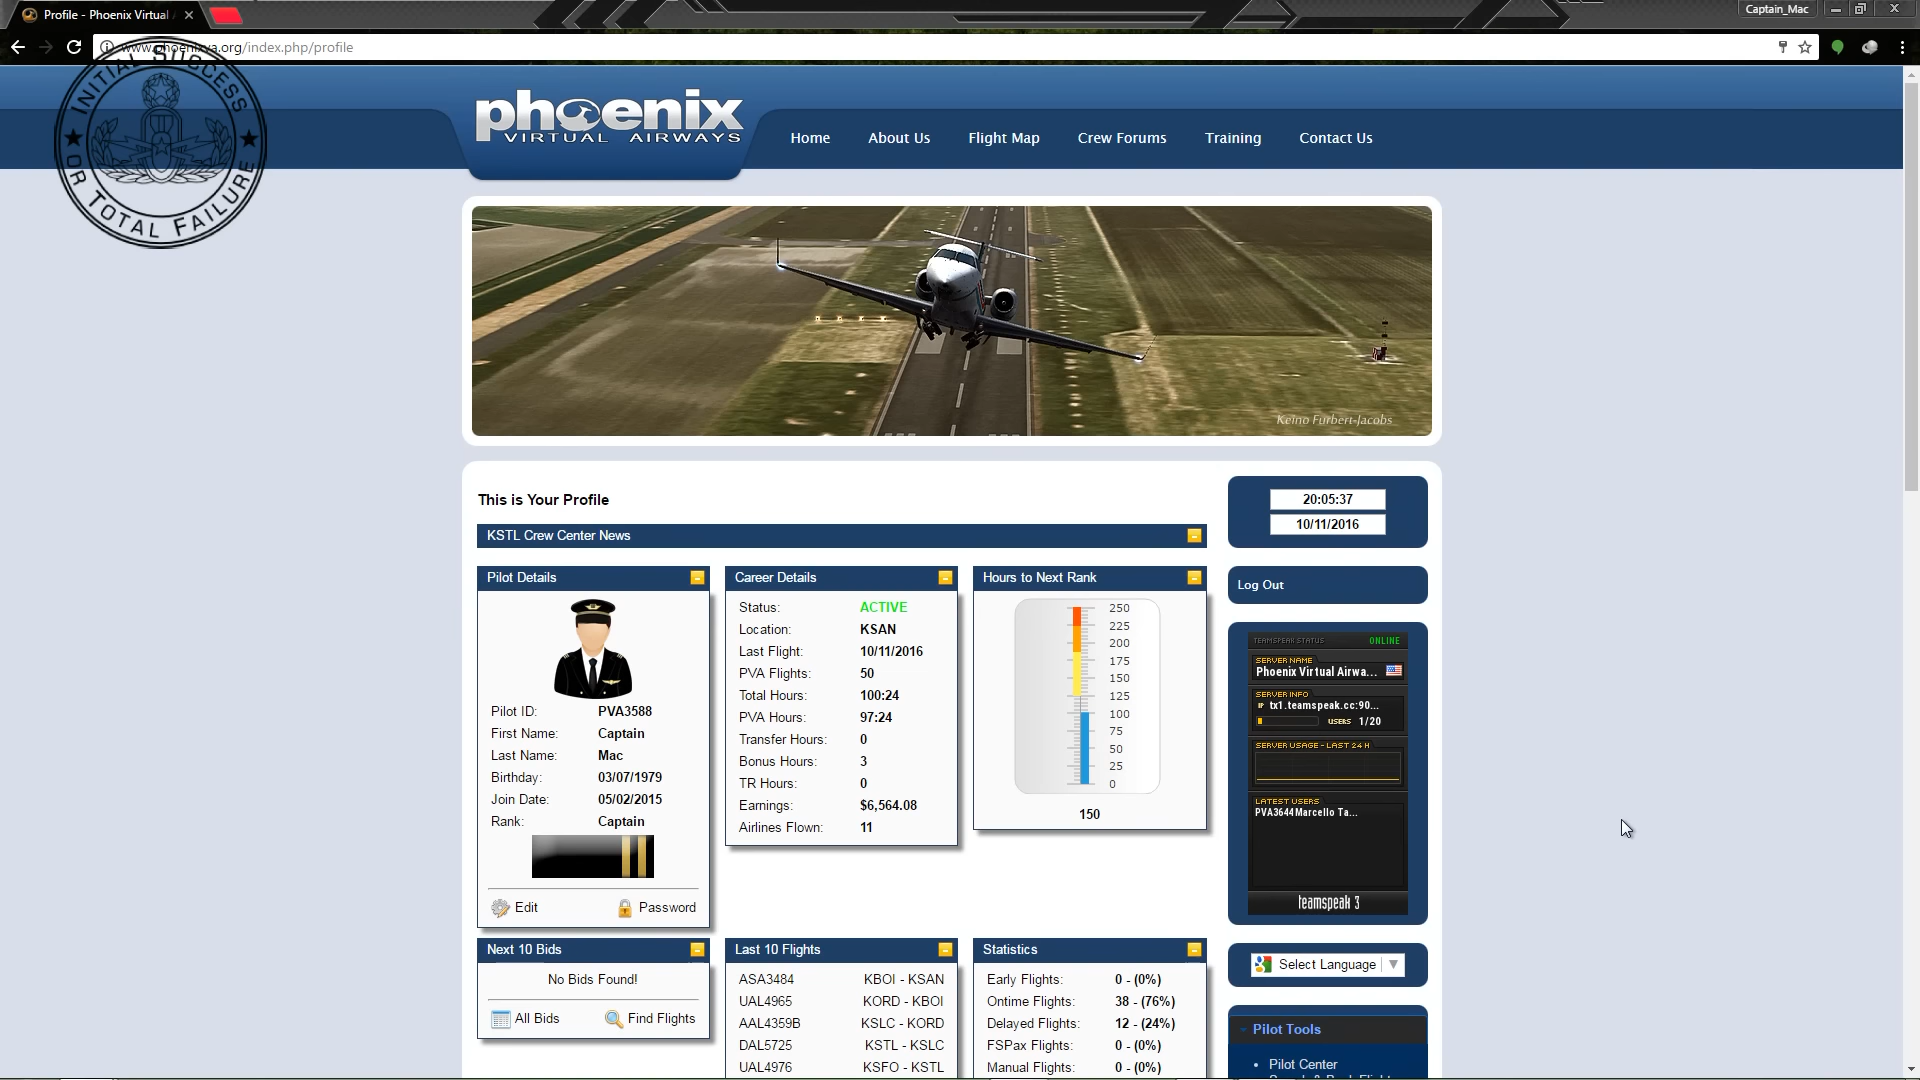 Profile - Phoenix Virtual
Captain_Mac
www.phoenixva.org/index.php/profile
INITIAL SUCCESS
OR TOTAL FAILURE
phoenix
VIRTUAL AIRWAYS
Home
About Us
Flight Map
Crew Forums
Training
Contact Us
Keino Furbert-Jacobs
This is Your Profile
KSTL Crew Center News
Pilot Details
Pilot ID: PVA3588
First Name: Captain
Last Name: Mac
Birthday: 03/07/1979
Join Date: 05/02/2015
Rank: Captain
Edit
Password
Career Details
Status: ACTIVE
Location: KSAN
Last Flight: 10/11/2016
PVA Flights: 50
Total Hours: 100:24
PVA Hours: 97:24
Transfer Hours: 0
Bonus Hours: 3
TR Hours: 0
Earnings: $6,564.08
Airlines Flown: 11
Hours to Next Rank
250
225
200
175
150
125
100
75
50
25
0
150
Next 10 Bids
No Bids Found!
All Bids
Find Flights
Last 10 Flights
ASA3484 KBOI - KSAN
UAL4965 KORD - KBOI
AAL4359B KSLC - KORD
DAL5725 KSTL - KSLC
UAL4976 KSFO - KSTL
Statistics
Early Flights: 0 - (0%)
Ontime Flights: 38 - (76%)
Delayed Flights: 12 - (24%)
FSPax Flights: 0 - (0%)
Manual Flights: 0 - (0%)
20:05:37
10/11/2016
Log Out
TEAMSPEAK STATUS ONLINE
SERVER NAME
Phoenix Virtual Airwa...
SERVER INFO
IP tx1.teamspeak.cc:90...
USERS 1/20
SERVER USAGE - LAST 24 H
LATEST USERS
PVA3644 Marcello Ta...
teamspeak 3
Select Language
Pilot Tools
Pilot Center